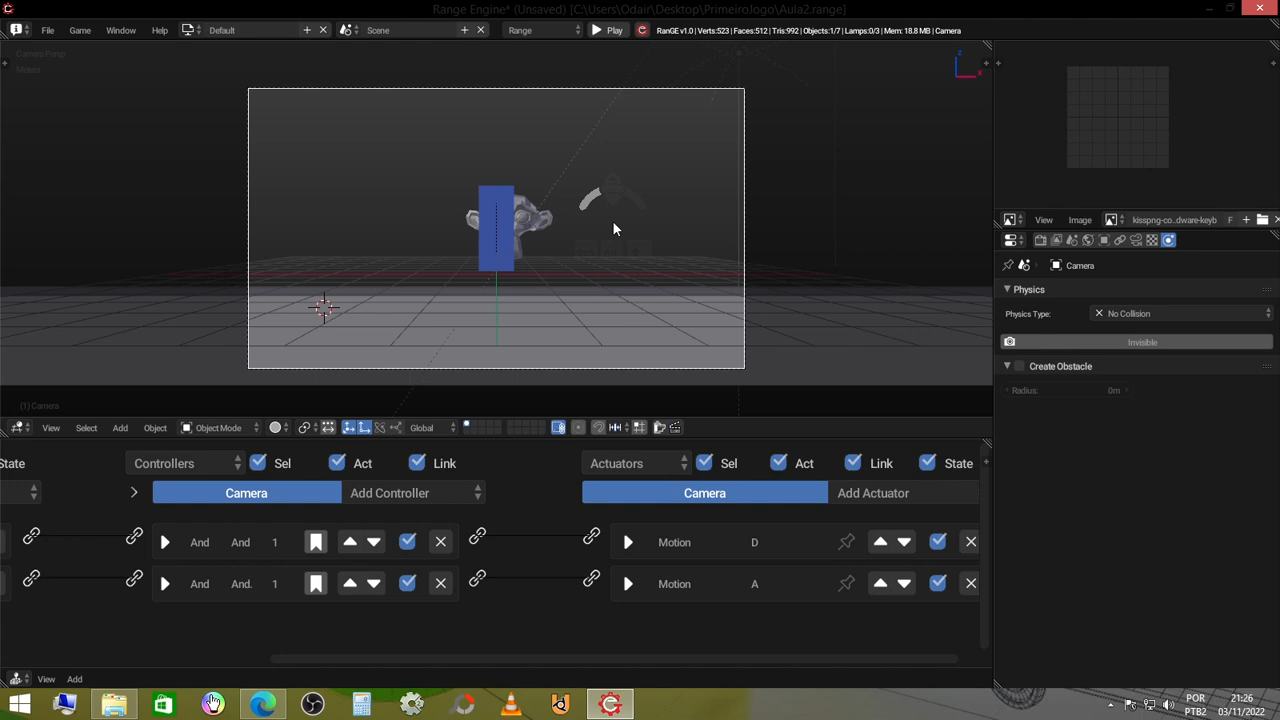 Range Engine* (Unsaved) [C:\Users\Odair\Desktop\PrimeiroJogo\Aula2.range]
File Game Window Help Default Scene Range Play RanGE v1.0 | Verts:523 | Faces:512 | Tris:992 | Objects:1/7 | Lamps:0/3 | Mem: 18.8 MB | Camera
Camera Persp
Meters
z
x
(1) Camera
View Image kisspng-co...dware-keyb F
Camera
Physics
Physics Type: No Collision
Invisible
Create Obstacle
Radius: 0m
View Select Add Object Object Mode Global
State Controllers Sel Act Link Actuators Sel Act Link State
Camera Add Controller Camera Add Actuator
And And 1 Motion D
And And. 1 Motion A
View Add
POR 21:26
PTB2 03/11/2022